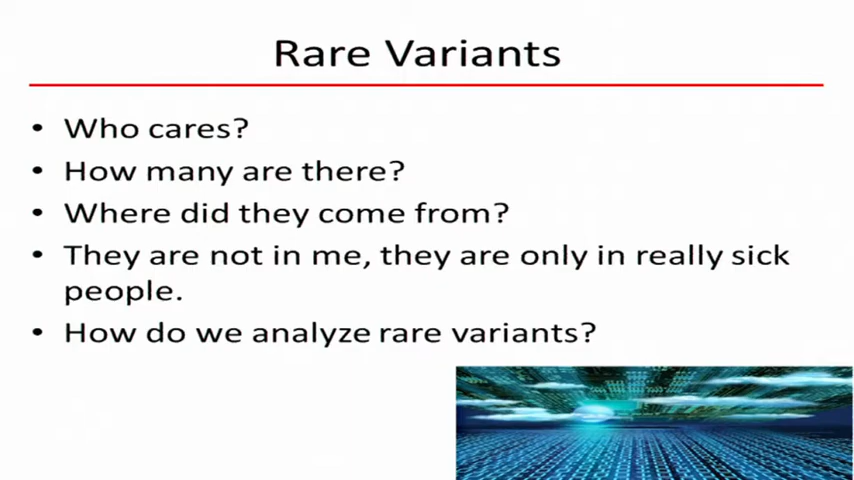 Rare Variants
• Who cares?
• How many are there?
• Where did they come from?
• They are not in me, they are only in really sick
people.
• How do we analyze rare variants?